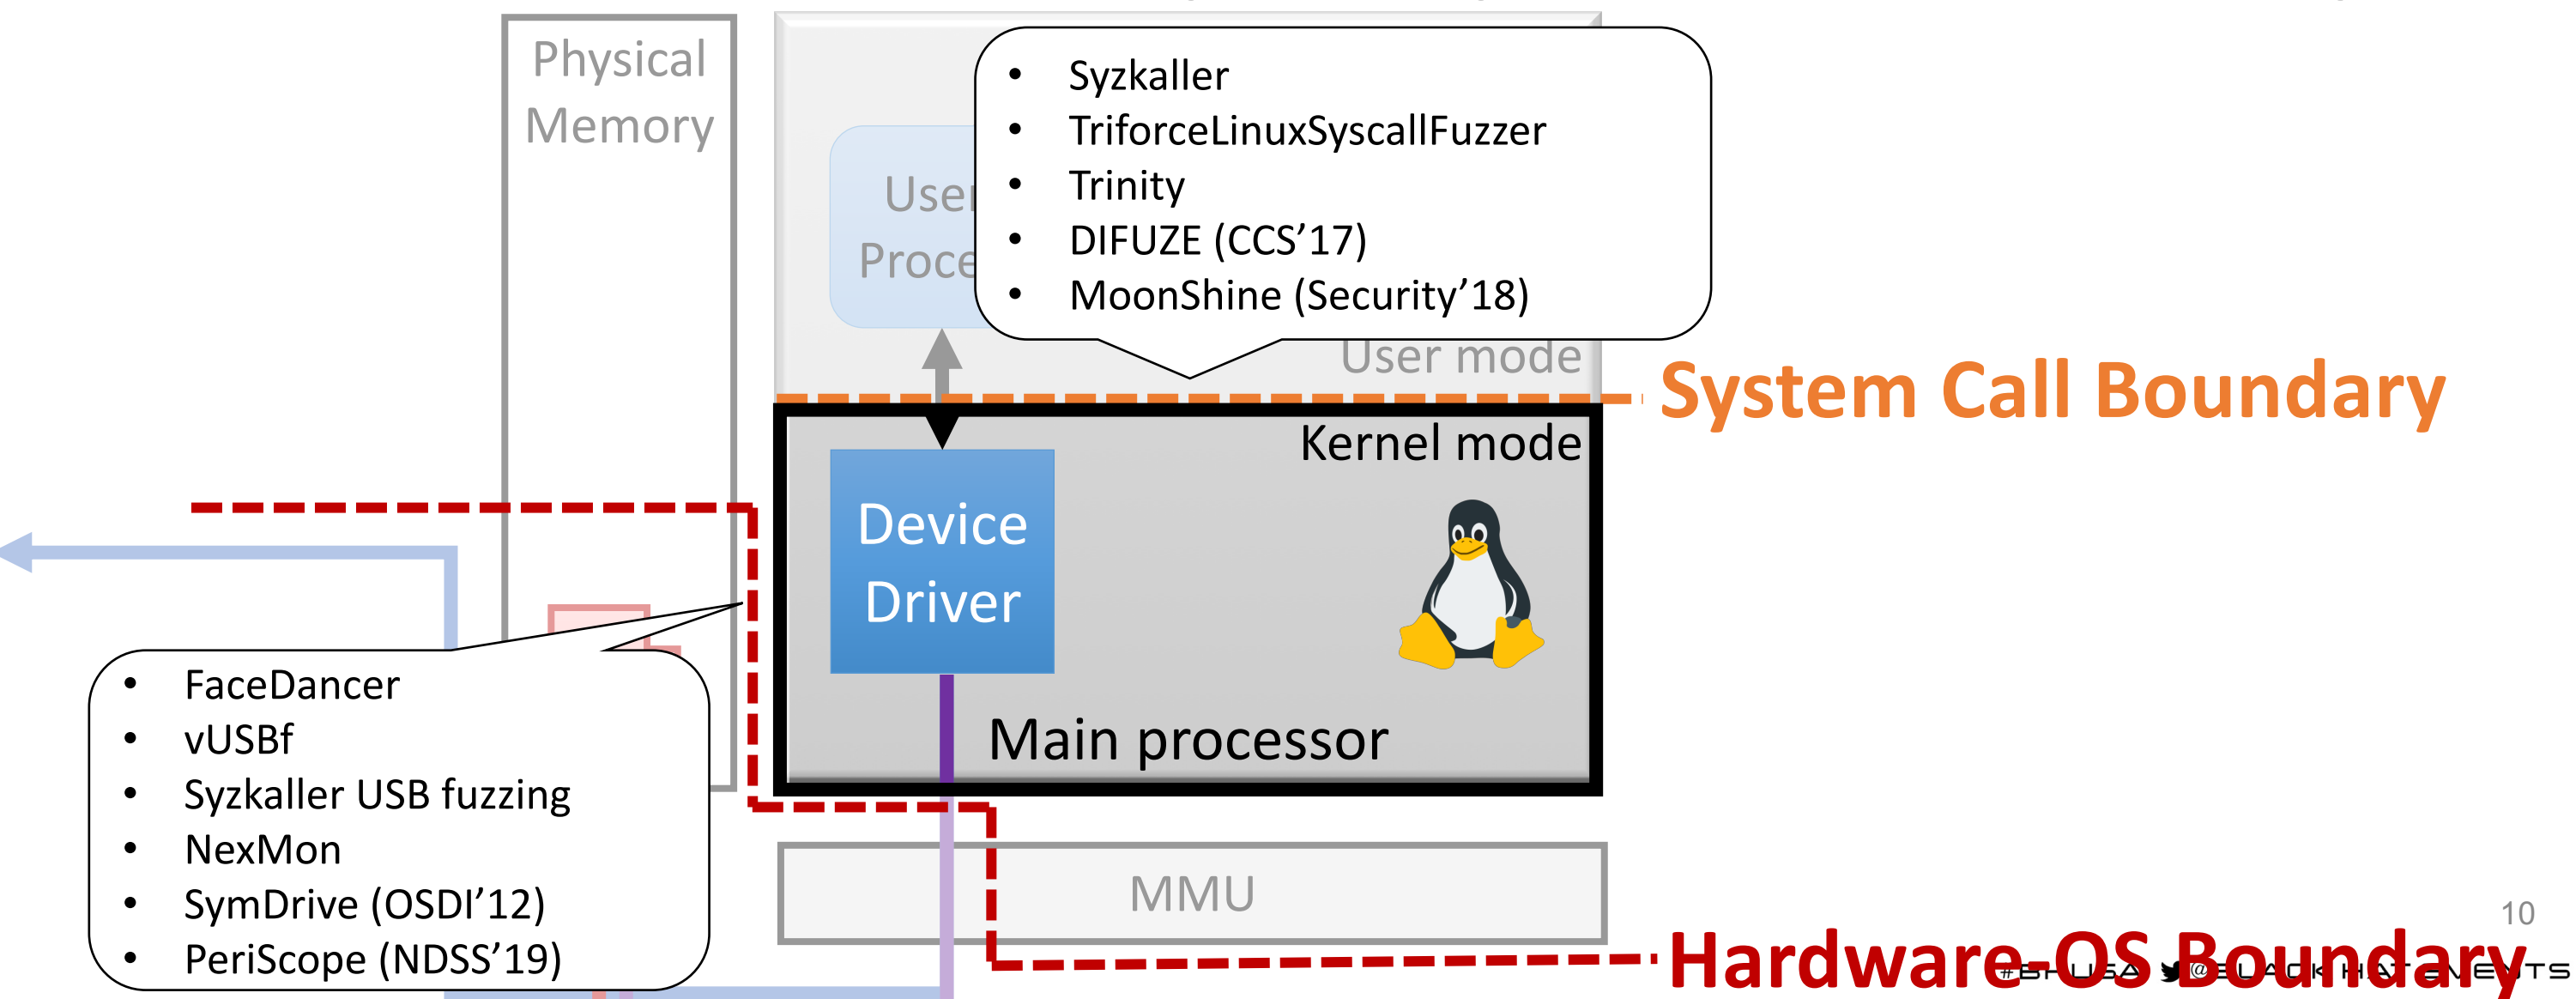 Physical
Memory
• Syzkaller
• TriforceLinuxSyscallFuzzer
• Trinity
• DIFUZE (CCS’17)
• MoonShine (Security’18)
User mode
System Call Boundary
Kernel mode
Device
Driver
Main processor
• FaceDancer
• vUSBf
• Syzkaller USB fuzzing
• NexMon
• SymDrive (OSDI’12)
• PeriScope (NDSS’19)
MMU
10
Hardware-OS Boundary